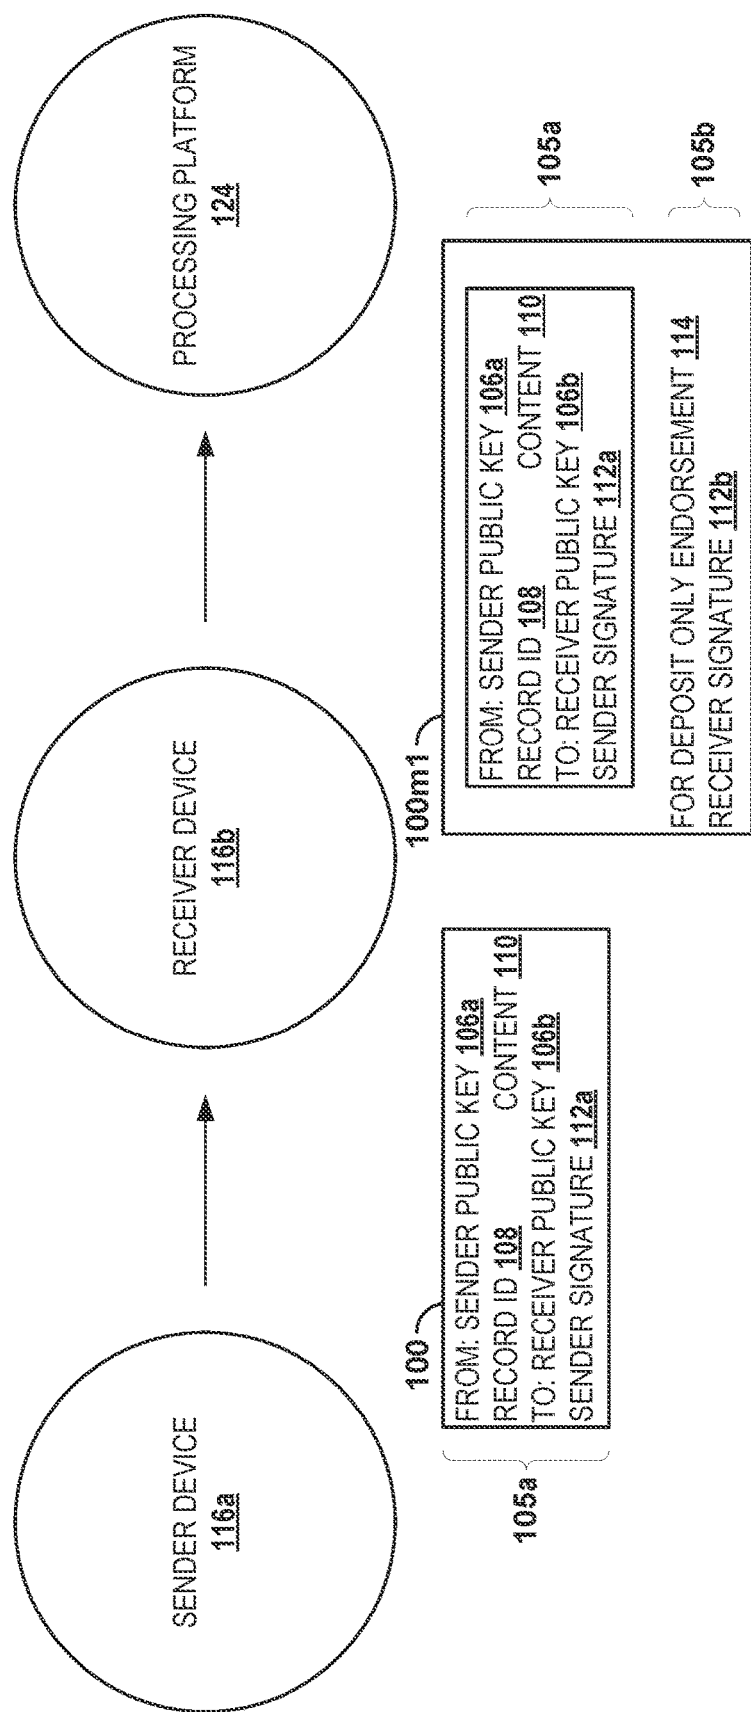 SENDER DEVICE
116a
RECEIVER DEVICE
116b
PROCESSING PLATFORM
124
100
FROM: SENDER PUBLIC KEY 106a
RECORD ID 108 CONTENT 110
TO: RECEIVER PUBLIC KEY 106b
SENDER SIGNATURE 112a
105a
100m1
FROM: SENDER PUBLIC KEY 106a
RECORD ID 108 CONTENT 110
TO: RECEIVER PUBLIC KEY 106b
SENDER SIGNATURE 112a
105a
FOR DEPOSIT ONLY ENDORSEMENT 114
RECEIVER SIGNATURE 112b
105b